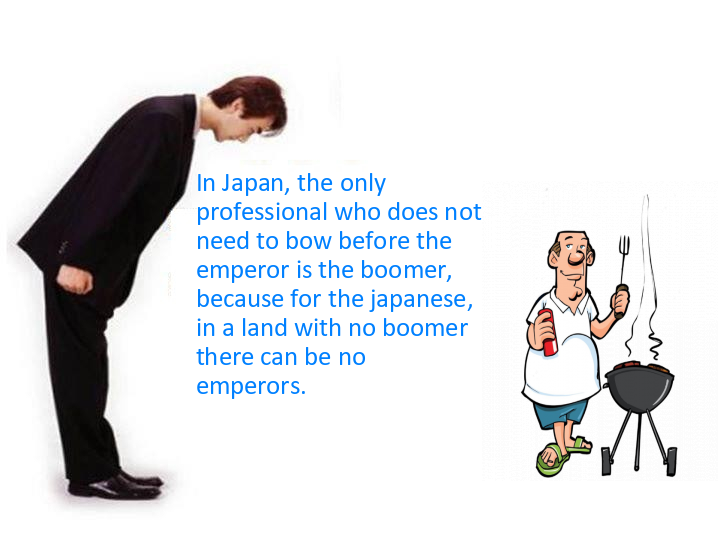 In Japan, the only
professional who does not
need to bow before the
emperor is the boomer,
because for the japanese,
in a land with no boomer
there can be no
emperors.